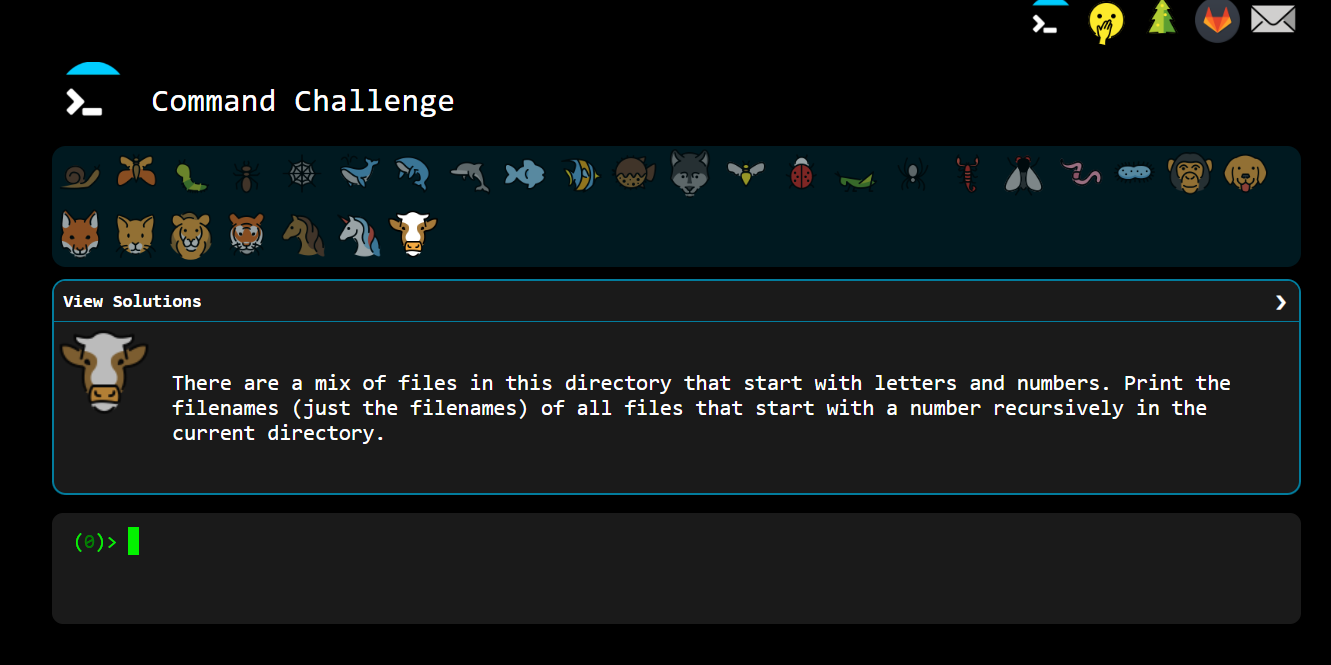 Command Challenge
View Solutions
There are a mix of files in this directory that start with letters and numbers. Print the
filenames (just the filenames) of all files that start with a number recursively in the
current directory.
(0)>